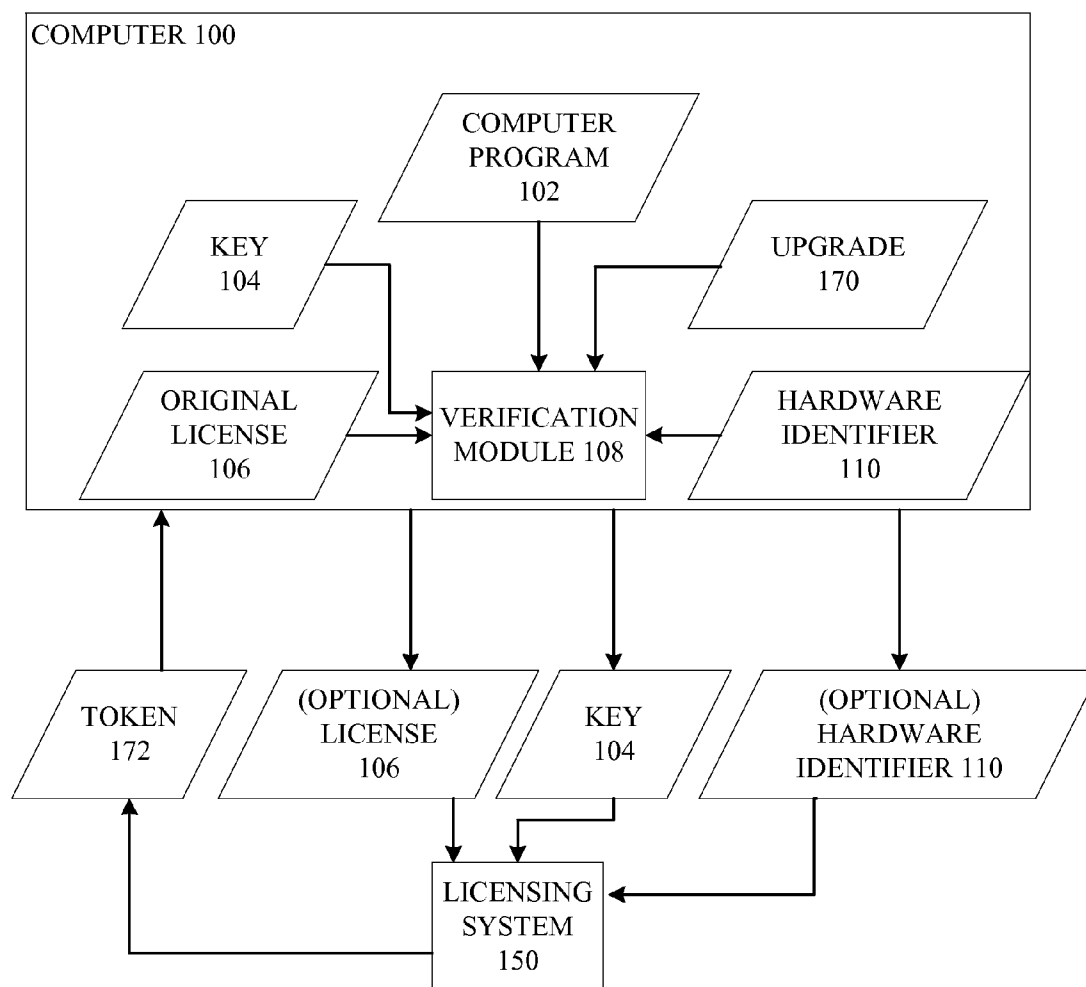 COMPUTER 100
COMPUTER
PROGRAM
102
KEY
104
UPGRADE
170
ORIGINAL
LICENSE
106
VERIFICATION
MODULE 108
HARDWARE
IDENTIFIER
110
TOKEN
172
(OPTIONAL)
LICENSE
106
KEY
104
(OPTIONAL)
HARDWARE
IDENTIFIER 110
LICENSING
SYSTEM
150